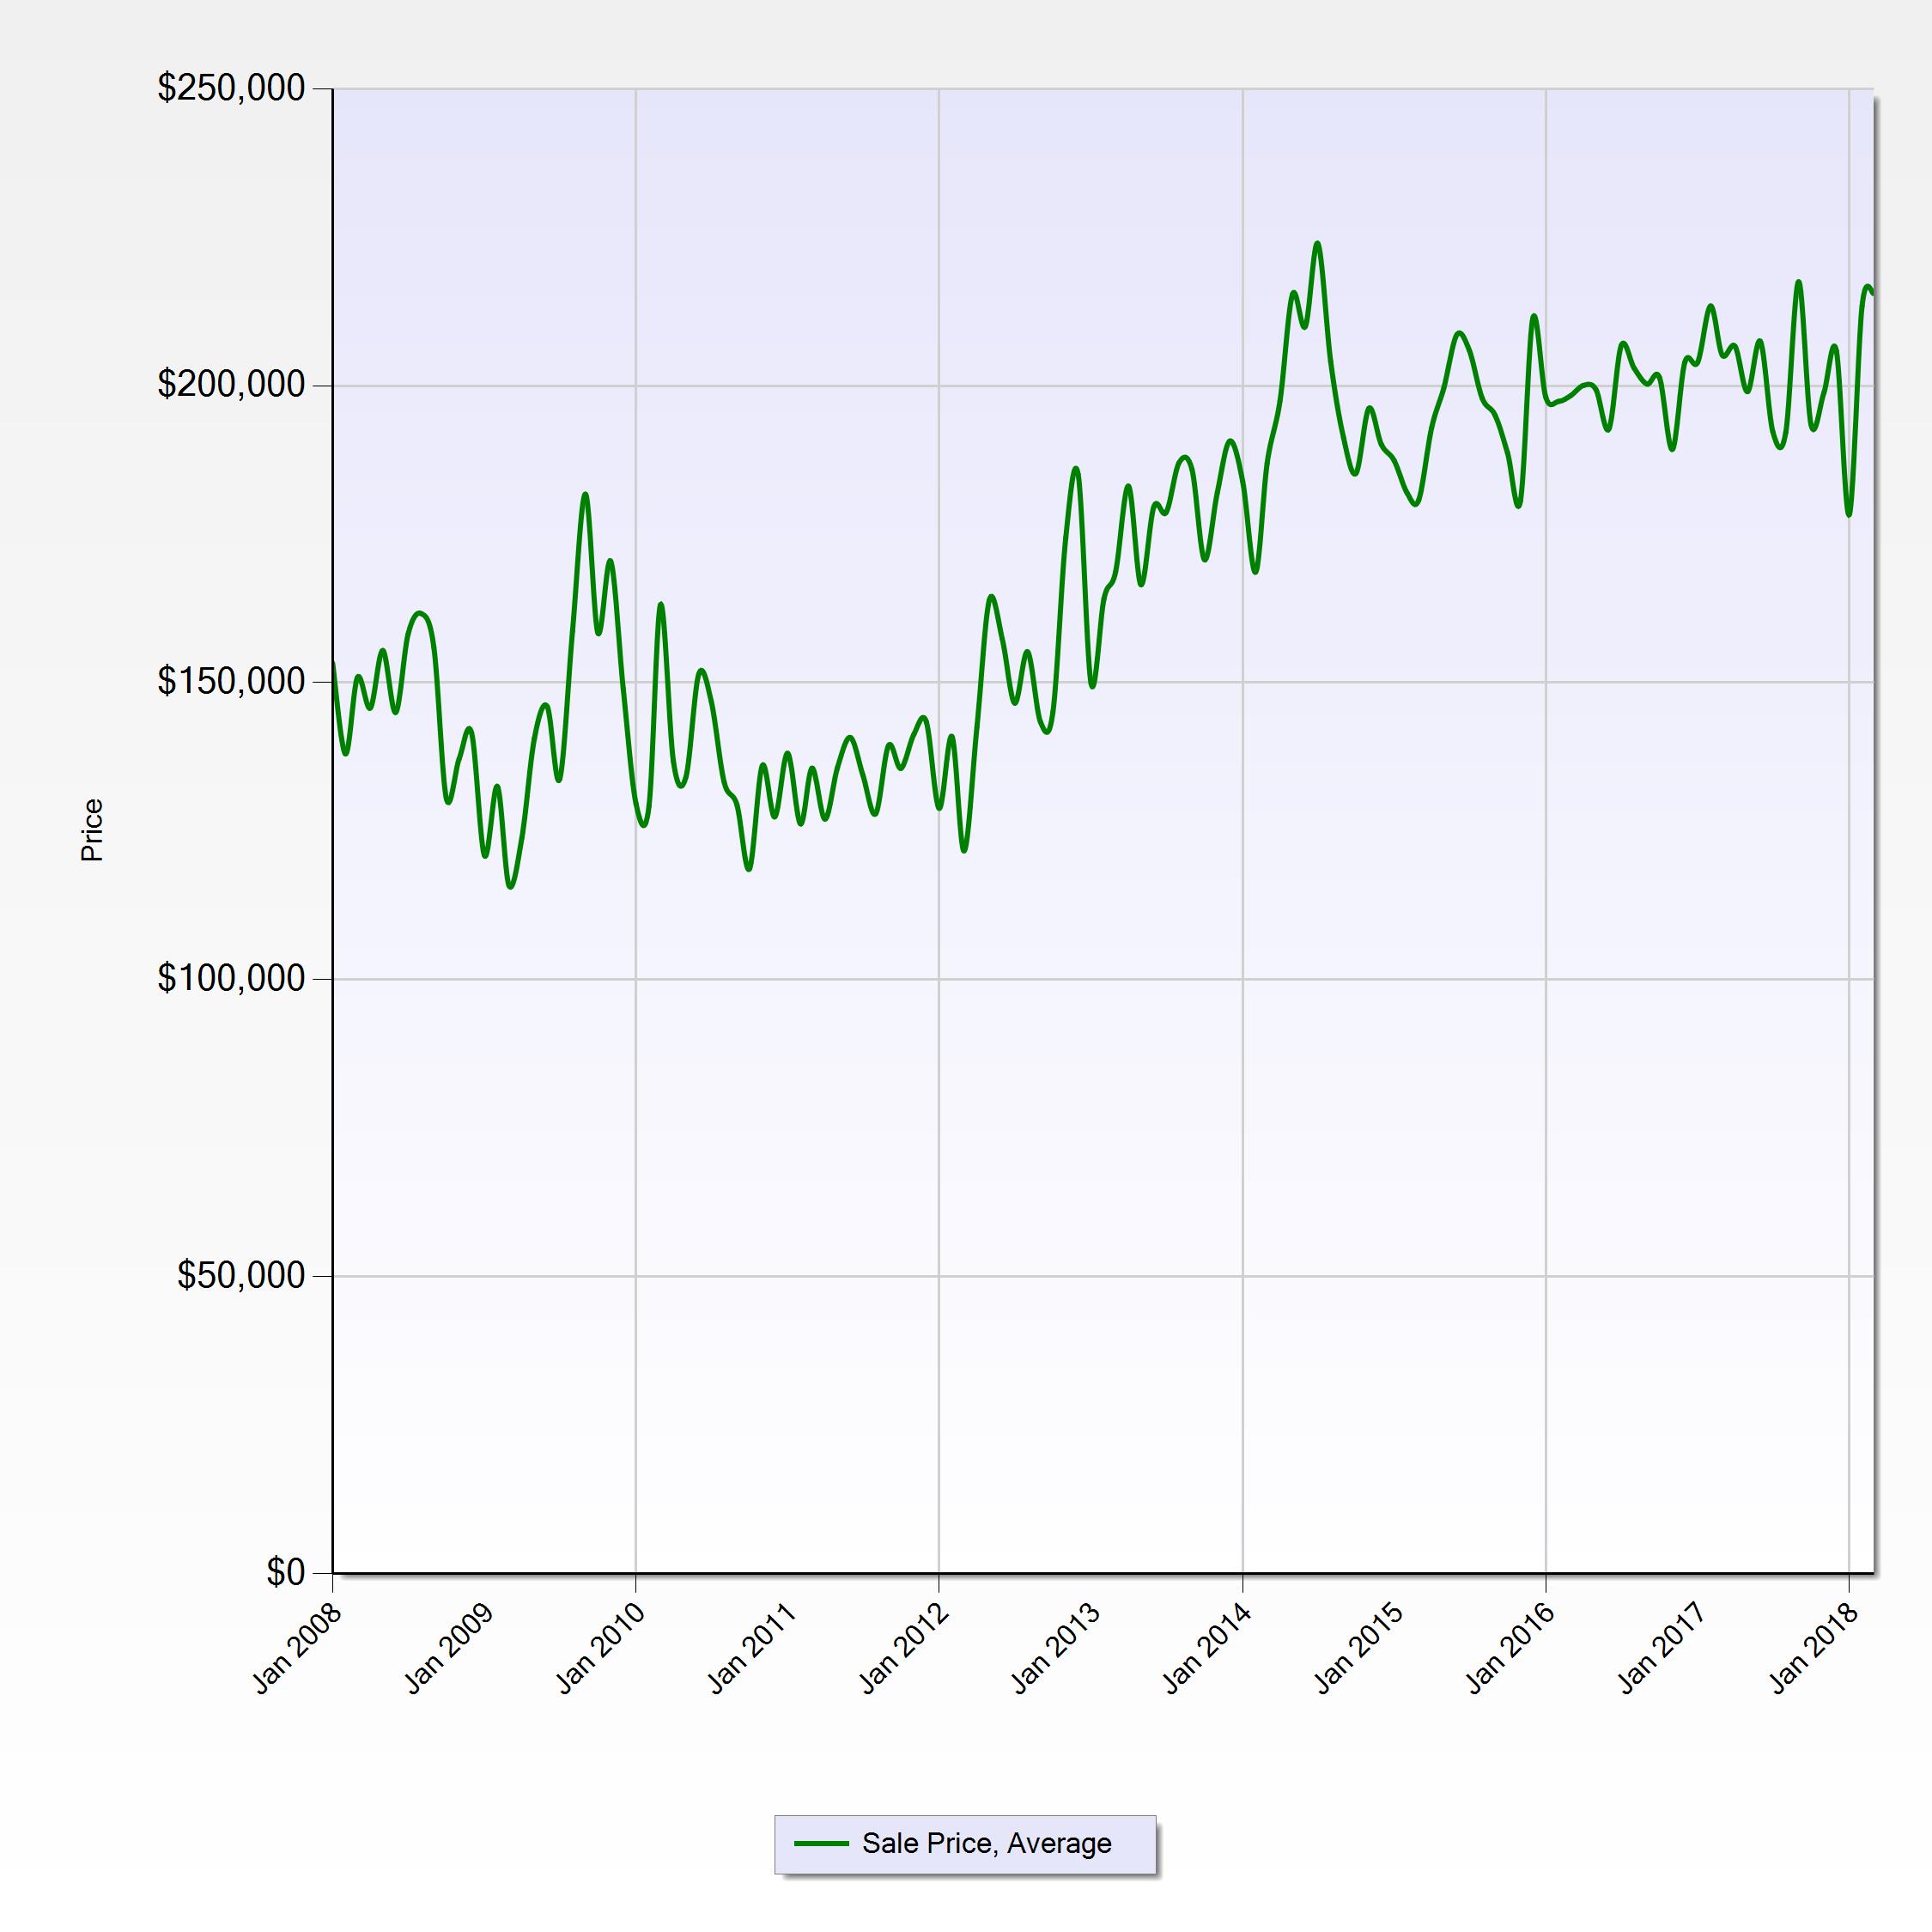 $250,000
$200,000
$150,000
$100,000
$50,000
$0
Price
Jan 2008
Jan 2009
Jan 2010
Jan 2011
Jan 2012
Jan 2013
Jan 2014
Jan 2015
Jan 2016
Jan 2017
Jan 2018
Sale Price, Average